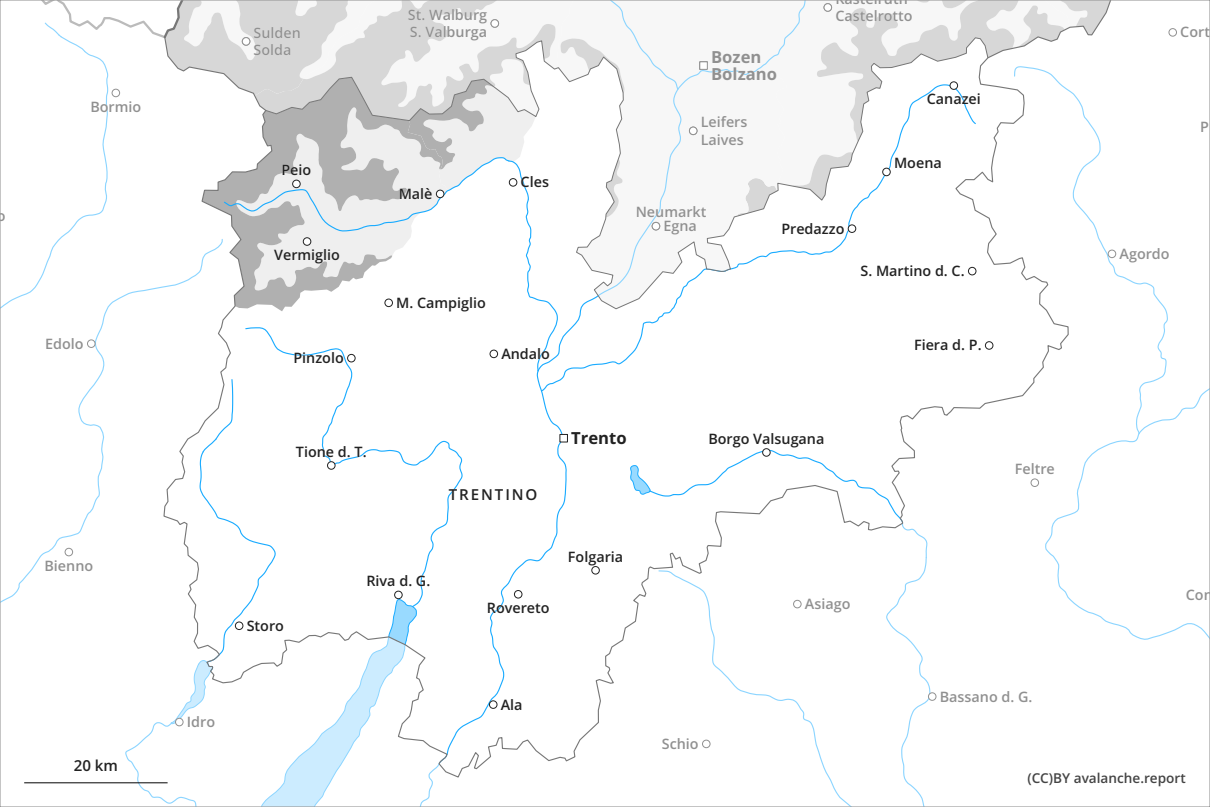 Kastelruth
Castelrotto
St. Walburg
S. Valburga
Sulden
Solda
Cort
Bozen
Bolzano
Bormio
Canazei
Leifers
Laives
P
Moena
Peio
Malè
Cles
Neumarkt
Egna
Predazzo
Vermiglio
Agordo
S. Martino d. C.
M. Campiglio
Edolo
Pinzolo
Andalo
Fiera d. P.
Trento
Borgo Valsugana
Tione d. T.
Feltre
TRENTINO
Bienno
Folgaria
Riva d. G.
Cor
Rovereto
Asiago
Storo
Bassano d. G.
Ala
Idro
Schio
20 km
(CC)BY avalanche.report